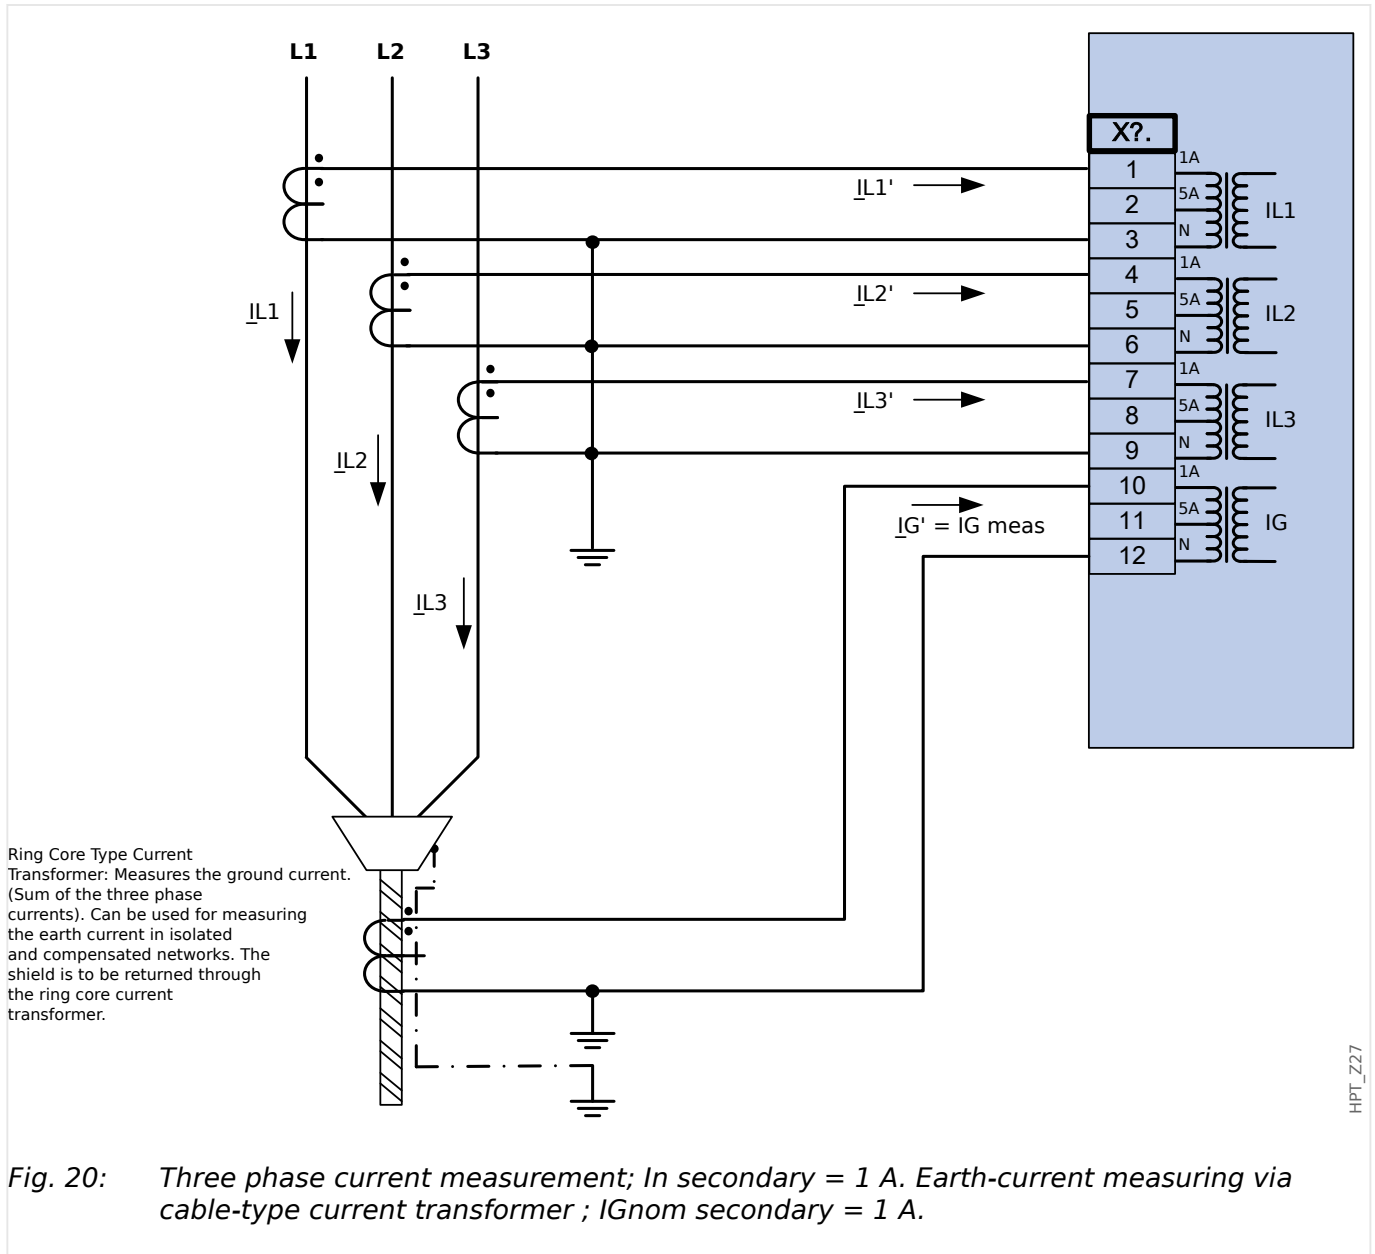 L1 L2 L3
X?.
1 1A
2 5A IL1
3 N
4 1A
5 5A IL2
6 N
7 1A
8 5A IL3
9 N
10 1A
11 5A IG
12 N
IL1'
IL2'
IL3'
IG' = IG meas
IL1
IL2
IL3
Ring Core Type Current
Transformer: Measures the ground current.
(Sum of the three phase
currents). Can be used for measuring
the earth current in isolated
and compensated networks. The
shield is to be returned through
the ring core current
transformer.
HPT_Z27
Fig. 20: Three phase current measurement; In secondary = 1 A. Earth-current measuring via
cable-type current transformer ; IGnom secondary = 1 A.